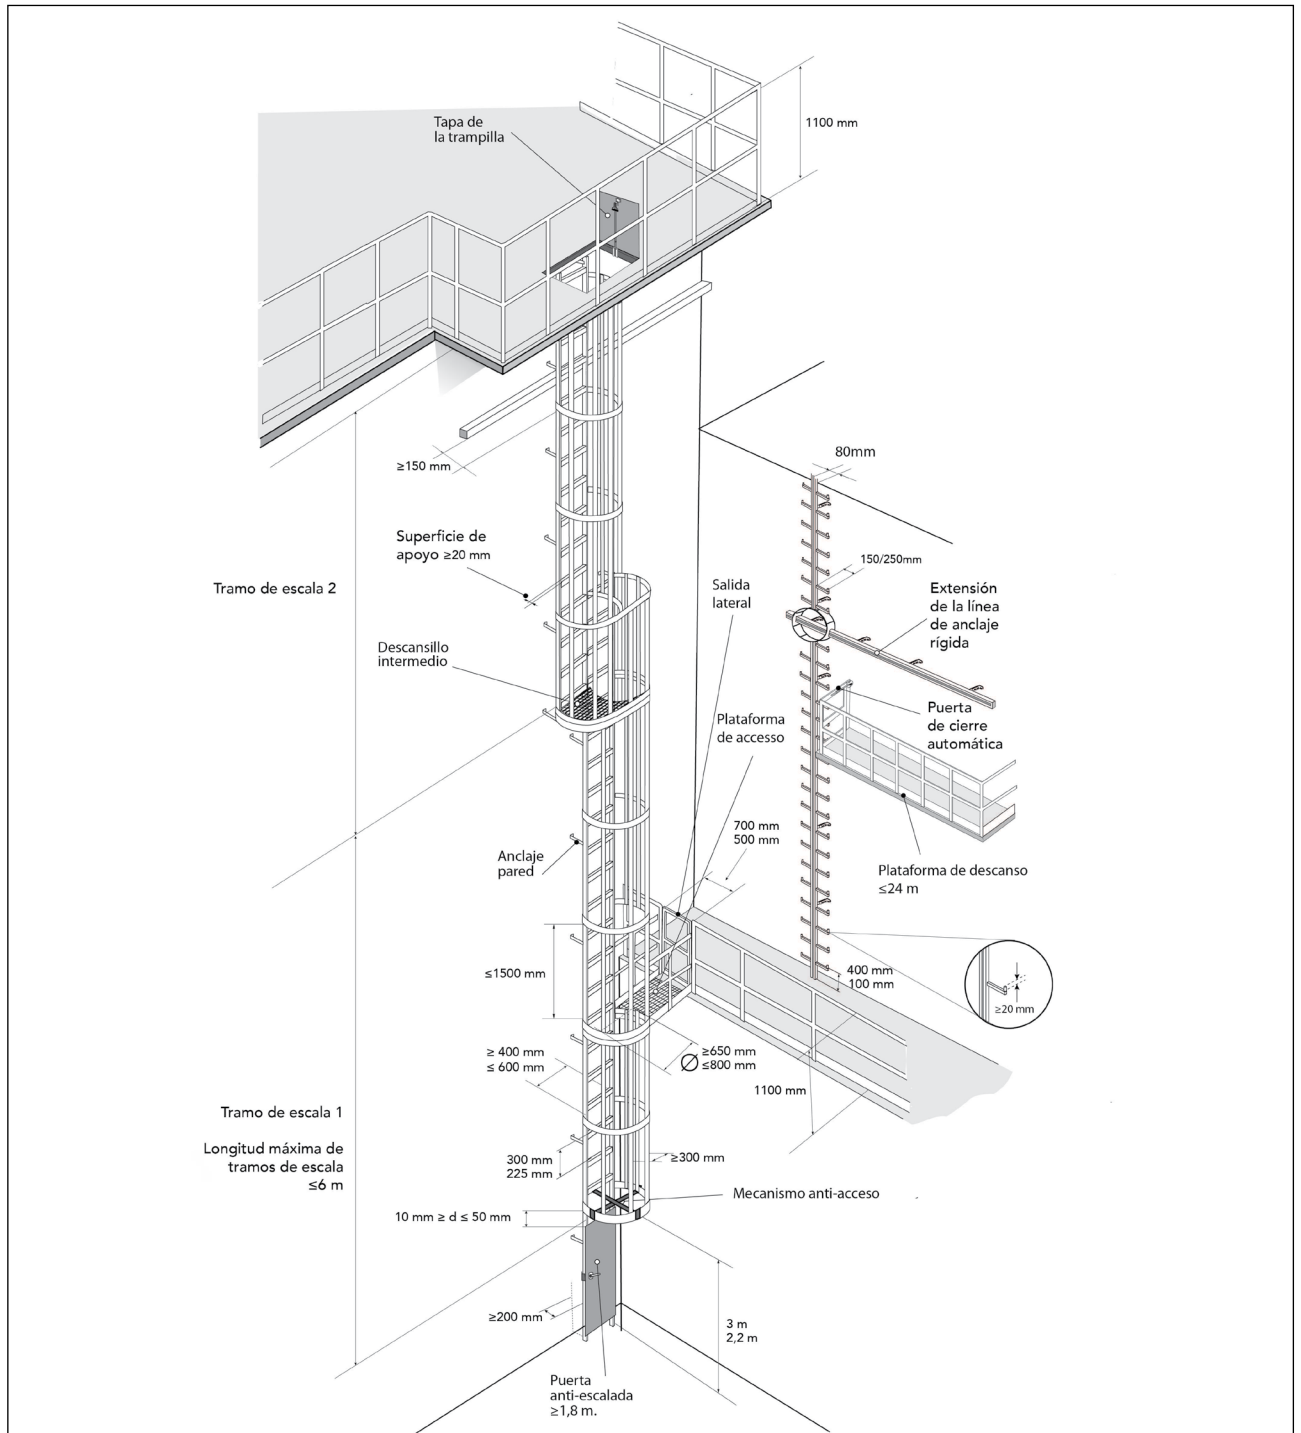 Tapa de
la trampilla
1100 mm
≥150 mm
80mm
Superficie de
apoyo ≥20 mm
150/250mm
Tramo de escala 2
Salida
lateral
Extensión
de la línea
de anclaje
rígida
Descansillo
intermedio
Plataforma
de accesso
Puerta
de cierre
automática
700 mm
500 mm
Anclaje
pared
Plataforma de descanso
≤24 m
≤1500 mm
400 mm
100 mm
≥20 mm
≥ 400 mm
≤ 600 mm
Ø ≥650 mm
≤800 mm
1100 mm
Tramo de escala 1
Longitud máxima de
tramos de escala
≤6 m
300 mm
225 mm
≥300 mm
Mecanismo anti-acceso
10 mm ≥ d ≤ 50 mm
≥200 mm
3 m
2,2 m
Puerta
anti-escalada
≥1,8 m.